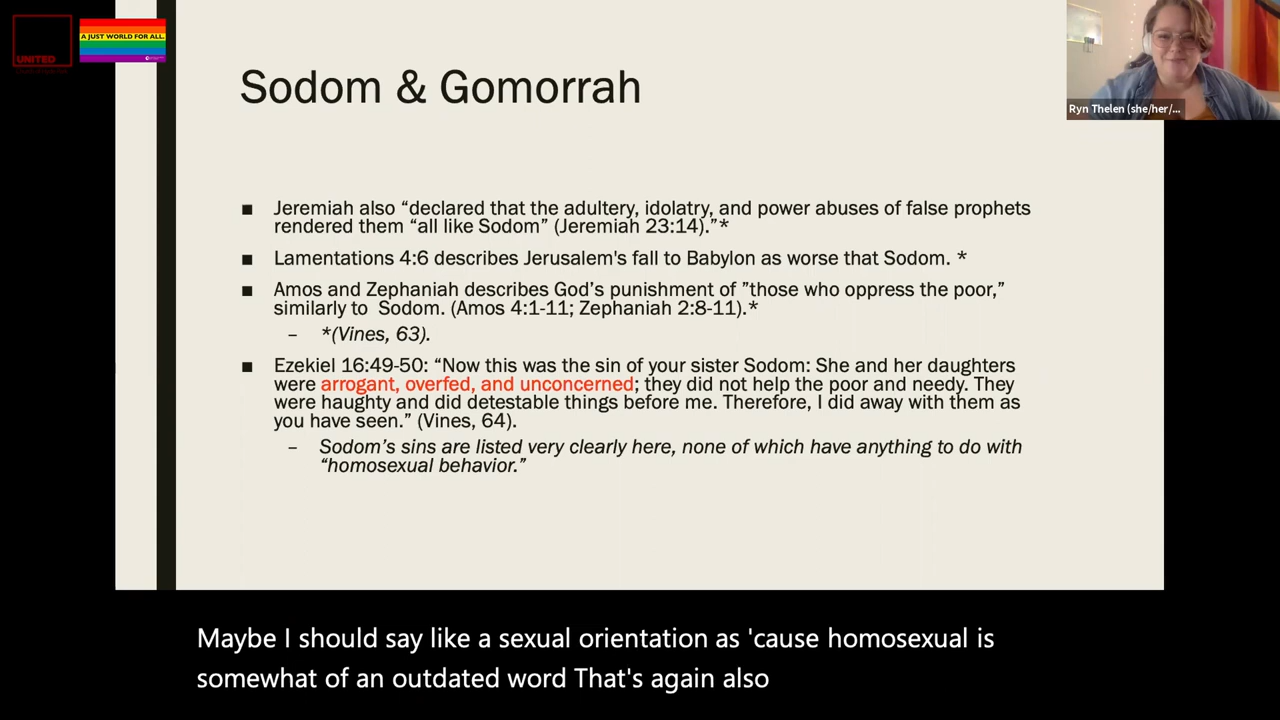 UNITED
A JUST WORLD FOR ALL.
Ryn Thelen (she/her/...
Sodom & Gomorrah
■ Jeremiah also “declared that the adultery, idolatry, and power abuses of false prophets
rendered them “all like Sodom” (Jeremiah 23:14).”*
■ Lamentations 4:6 describes Jerusalem's fall to Babylon as worse that Sodom. *
■ Amos and Zephaniah describes God’s punishment of ”those who oppress the poor,”
similarly to Sodom. (Amos 4:1-11; Zephaniah 2:8-11).*
– *(Vines, 63).
■ Ezekiel 16:49-50: “Now this was the sin of your sister Sodom: She and her daughters
were arrogant, overfed, and unconcerned; they did not help the poor and needy. They
were haughty and did detestable things before me. Therefore, I did away with them as
you have seen.” (Vines, 64).
– Sodom’s sins are listed very clearly here, none of which have anything to do with
“homosexual behavior.”
Maybe I should say like a sexual orientation as 'cause homosexual is
somewhat of an outdated word That's again also